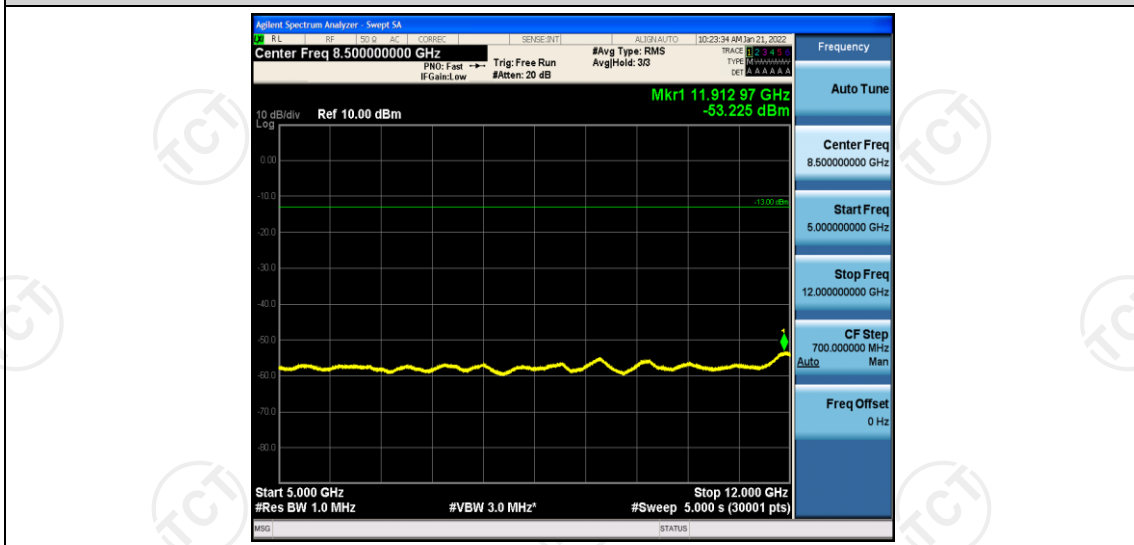 Agilent Spectrum Analyzer - Swept SA
RL RF 50 Ω AC CORREC SENSE:INT ALIGNAUTO 10:23:34 AM Jan 21, 2022
Center Freq 8.500000000 GHz
PNO: Fast
IFGain:Low
Trig: Free Run
#Atten: 20 dB
#Avg Type: RMS
Avg|Hold: 3/3
TRACE 1 2 3 4 5 6
TYPE M
DET A A A A A A
Mkr1 11.912 97 GHz
-53.225 dBm
10 dB/div Ref 10.00 dBm
Log
0.00
-10.0
-13.00 dBm
-20.0
-30.0
-40.0
-50.0
1
-60.0
-70.0
-80.0
Start 5.000 GHz Stop 12.000 GHz
#Res BW 1.0 MHz #VBW 3.0 MHz* #Sweep 5.000 s (30001 pts)
MSG STATUS
Frequency
Auto Tune
Center Freq
8.500000000 GHz
Start Freq
5.000000000 GHz
Stop Freq
12.000000000 GHz
CF Step
700.000000 MHz
Auto Man
Freq Offset
0 Hz
TCT
TCT
TCT
TCT
TCT